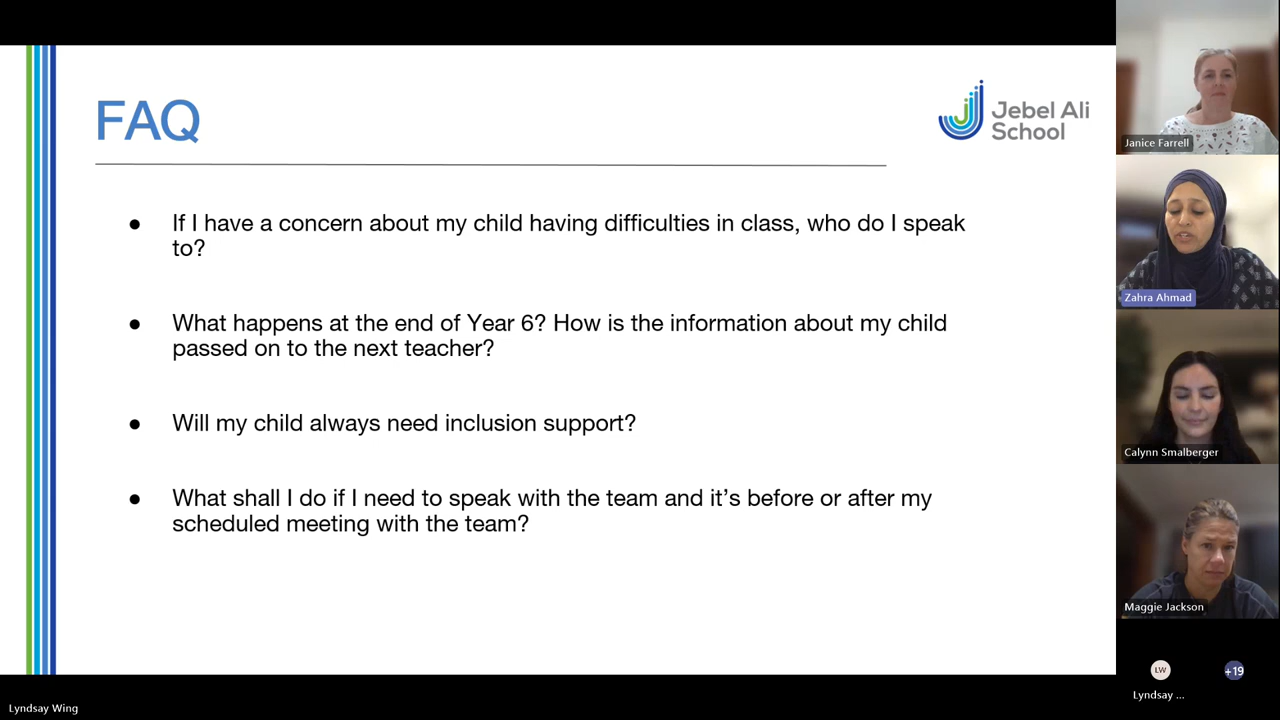 FAQ
Jebel Ali
School
● If I have a concern about my child having difficulties in class, who do I speak
to?
● What happens at the end of Year 6? How is the information about my child
passed on to the next teacher?
● Will my child always need inclusion support?
● What shall I do if I need to speak with the team and it’s before or after my
scheduled meeting with the team?
Janice Farrell
Zahra Ahmad
Calynn Smalberger
Maggie Jackson
LW
+19
Lyndsay ...
Lyndsay Wing